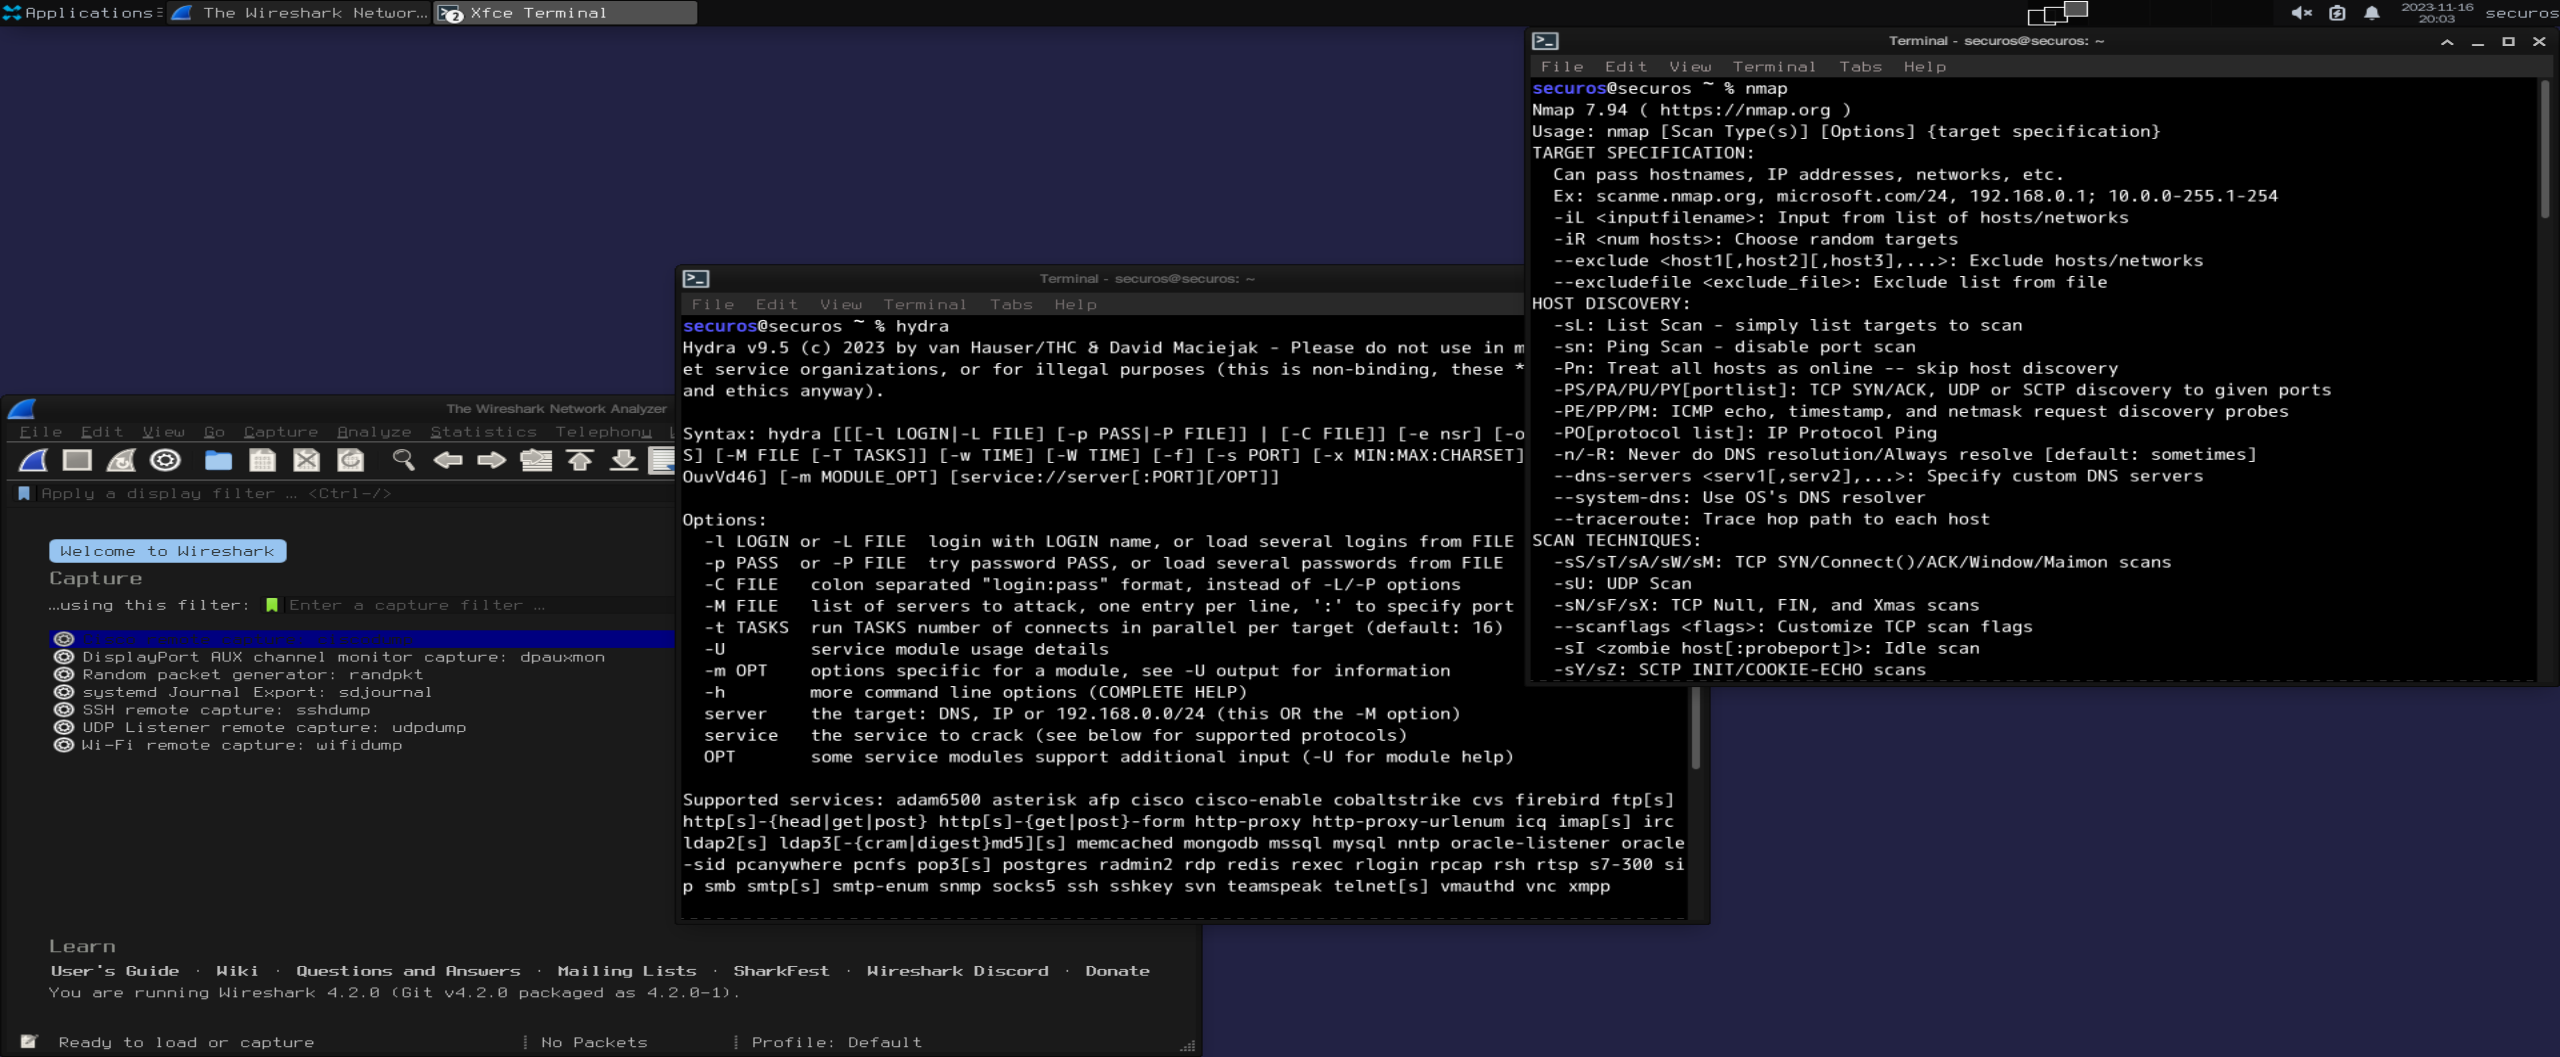 Applications
The Wireshark Networ...
2 Xfce Terminal
2023-11-16
20:03
securos
Terminal - securos@securos: ~
File Edit View Terminal Tabs Help
securos@securos ~ % nmap
Nmap 7.94 ( https://nmap.org )
Usage: nmap [Scan Type(s)] [Options] {target specification}
TARGET SPECIFICATION:
  Can pass hostnames, IP addresses, networks, etc.
  Ex: scanme.nmap.org, microsoft.com/24, 192.168.0.1; 10.0.0-255.1-254
  -iL <inputfilename>: Input from list of hosts/networks
  -iR <num hosts>: Choose random targets
  --exclude <host1[,host2][,host3],...>: Exclude hosts/networks
  --excludefile <exclude_file>: Exclude list from file
HOST DISCOVERY:
  -sL: List Scan - simply list targets to scan
  -sn: Ping Scan - disable port scan
  -Pn: Treat all hosts as online -- skip host discovery
  -PS/PA/PU/PY[portlist]: TCP SYN/ACK, UDP or SCTP discovery to given ports
  -PE/PP/PM: ICMP echo, timestamp, and netmask request discovery probes
  -PO[protocol list]: IP Protocol Ping
  -n/-R: Never do DNS resolution/Always resolve [default: sometimes]
  --dns-servers <serv1[,serv2],...>: Specify custom DNS servers
  --system-dns: Use OS's DNS resolver
  --traceroute: Trace hop path to each host
SCAN TECHNIQUES:
  -sS/sT/sA/sW/sM: TCP SYN/Connect()/ACK/Window/Maimon scans
  -sU: UDP Scan
  -sN/sF/sX: TCP Null, FIN, and Xmas scans
  --scanflags <flags>: Customize TCP scan flags
  -sI <zombie host[:probeport]>: Idle scan
  -sY/sZ: SCTP INIT/COOKIE-ECHO scans
Terminal - securos@securos: ~
File Edit View Terminal Tabs Help
securos@securos ~ % hydra
Hydra v9.5 (c) 2023 by van Hauser/THC & David Maciejak - Please do not use in m
et service organizations, or for illegal purposes (this is non-binding, these *
and ethics anyway).
Syntax: hydra [[[-l LOGIN|-L FILE] [-p PASS|-P FILE]] | [-C FILE]] [-e nsr] [-o
S] [-M FILE [-T TASKS]] [-w TIME] [-W TIME] [-f] [-s PORT] [-x MIN:MAX:CHARSET]
OuvVd46] [-m MODULE_OPT] [service://server[:PORT][/OPT]]
Options:
  -l LOGIN or -L FILE  login with LOGIN name, or load several logins from FILE
  -p PASS  or -P FILE  try password PASS, or load several passwords from FILE
  -C FILE   colon separated "login:pass" format, instead of -L/-P options
  -M FILE   list of servers to attack, one entry per line, ':' to specify port
  -t TASKS  run TASKS number of connects in parallel per target (default: 16)
  -U        service module usage details
  -m OPT    options specific for a module, see -U output for information
  -h        more command line options (COMPLETE HELP)
  server    the target: DNS, IP or 192.168.0.0/24 (this OR the -M option)
  service   the service to crack (see below for supported protocols)
  OPT       some service modules support additional input (-U for module help)
Supported services: adam6500 asterisk afp cisco cisco-enable cobaltstrike cvs firebird ftp[s]
http[s]-{head|get|post} http[s]-{get|post}-form http-proxy http-proxy-urlenum icq imap[s] irc
ldap2[s] ldap3[-{cram|digest}md5][s] memcached mongodb mssql mysql nntp oracle-listener oracle
-sid pcanywhere pcnfs pop3[s] postgres radmin2 rdp redis rexec rlogin rpcap rsh rtsp s7-300 si
p smb smtp[s] smtp-enum snmp socks5 ssh sshkey svn teamspeak telnet[s] vmauthd vnc xmpp
The Wireshark Network Analyzer
File Edit View Go Capture Analyze Statistics Telephony
Apply a display filter ... <Ctrl-/>
Welcome to Wireshark
Capture
...using this filter: Enter a capture filter ...
DisplayPort AUX channel monitor capture: dpauxmon
Random packet generator: randpkt
systemd Journal Export: sdjournal
SSH remote capture: sshdump
UDP Listener remote capture: udpdump
Wi-Fi remote capture: wifidump
Learn
User's Guide · Wiki · Questions and Answers · Mailing Lists · SharkFest · Wireshark Discord · Donate
You are running Wireshark 4.2.0 (Git v4.2.0 packaged as 4.2.0-1).
Ready to load or capture
No Packets
Profile: Default